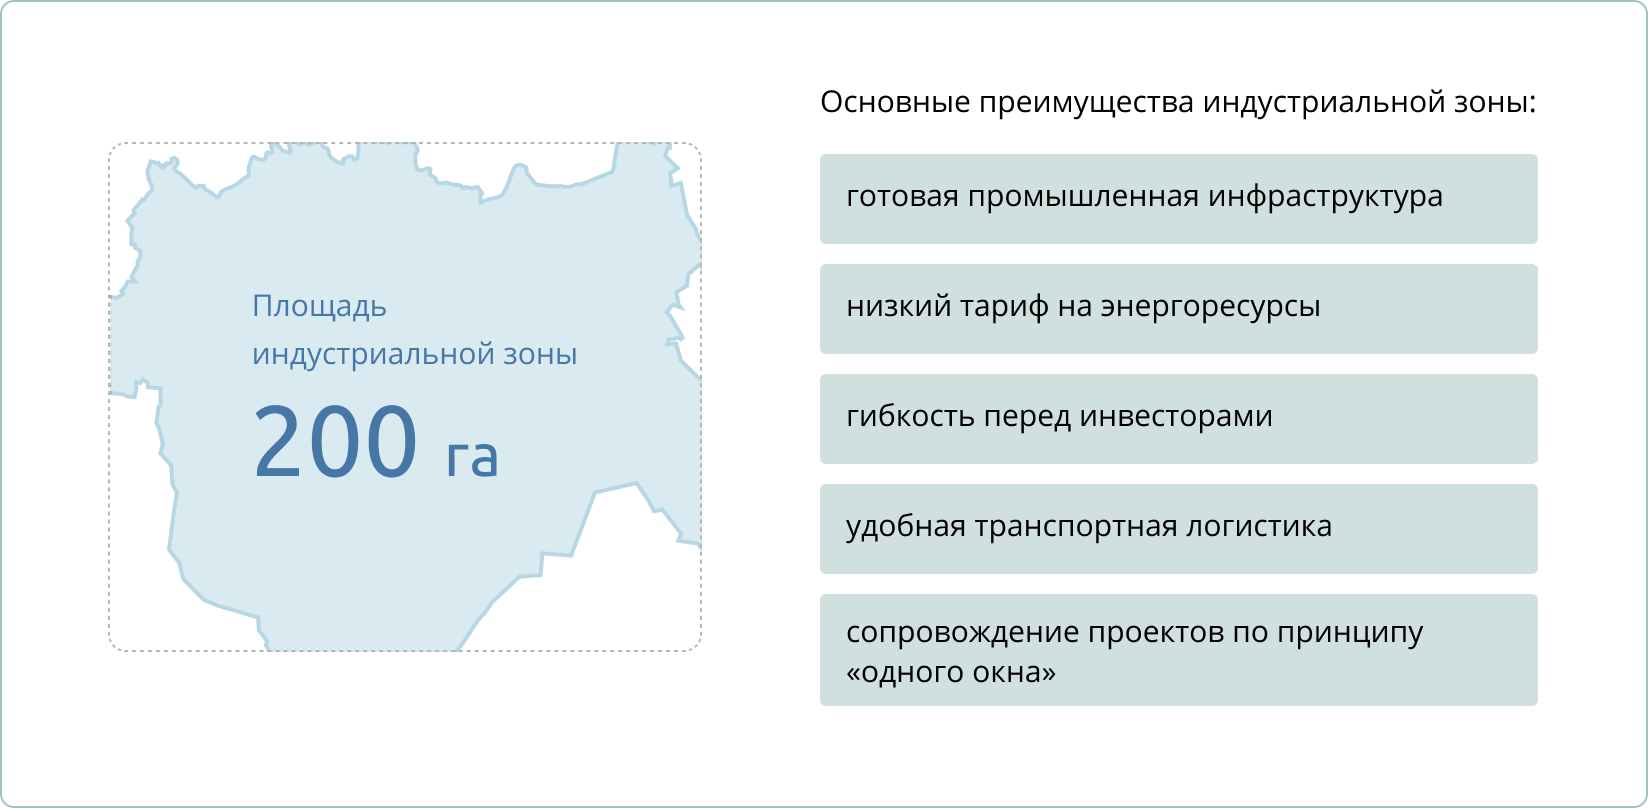 Площадь
индустриальной зоны
200 га
Основные преимущества индустриальной зоны:
готовая промышленная инфраструктура
низкий тариф на энергоресурсы
гибкость перед инвесторами
удобная транспортная логистика
сопровождение проектов по принципу
«одного окна»